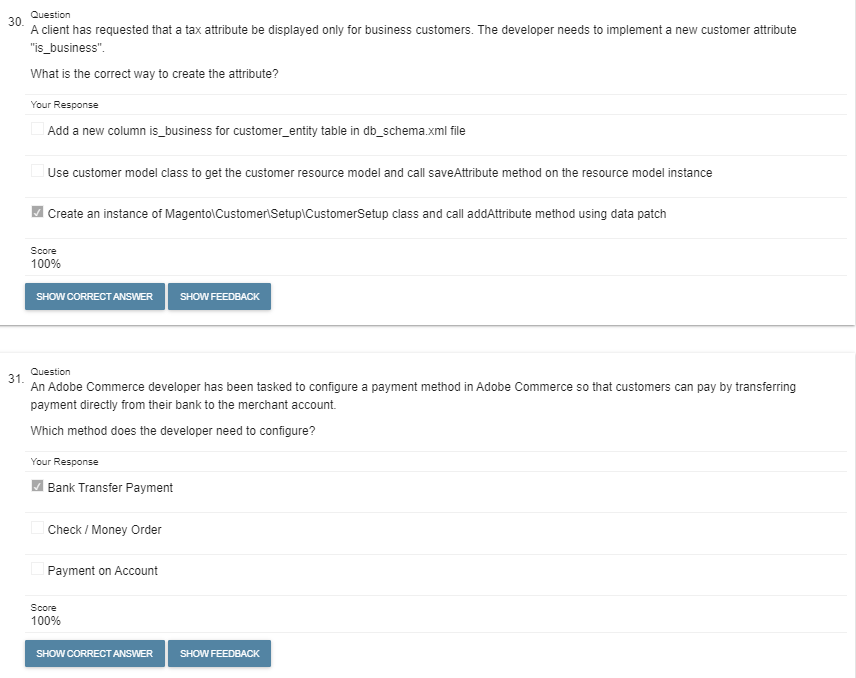 30.
Question
A client has requested that a tax attribute be displayed only for business customers. The developer needs to implement a new customer attribute
"is_business".
What is the correct way to create the attribute?
Your Response
Add a new column is_business for customer_entity table in db_schema.xml file
Use customer model class to get the customer resource model and call saveAttribute method on the resource model instance
Create an instance of Magento\Customer\Setup\CustomerSetup class and call addAttribute method using data patch
Score
100%
SHOW CORRECT ANSWER SHOW FEEDBACK
31.
Question
An Adobe Commerce developer has been tasked to configure a payment method in Adobe Commerce so that customers can pay by transferring
payment directly from their bank to the merchant account.
Which method does the developer need to configure?
Your Response
Bank Transfer Payment
Check / Money Order
Payment on Account
Score
100%
SHOW CORRECT ANSWER SHOW FEEDBACK